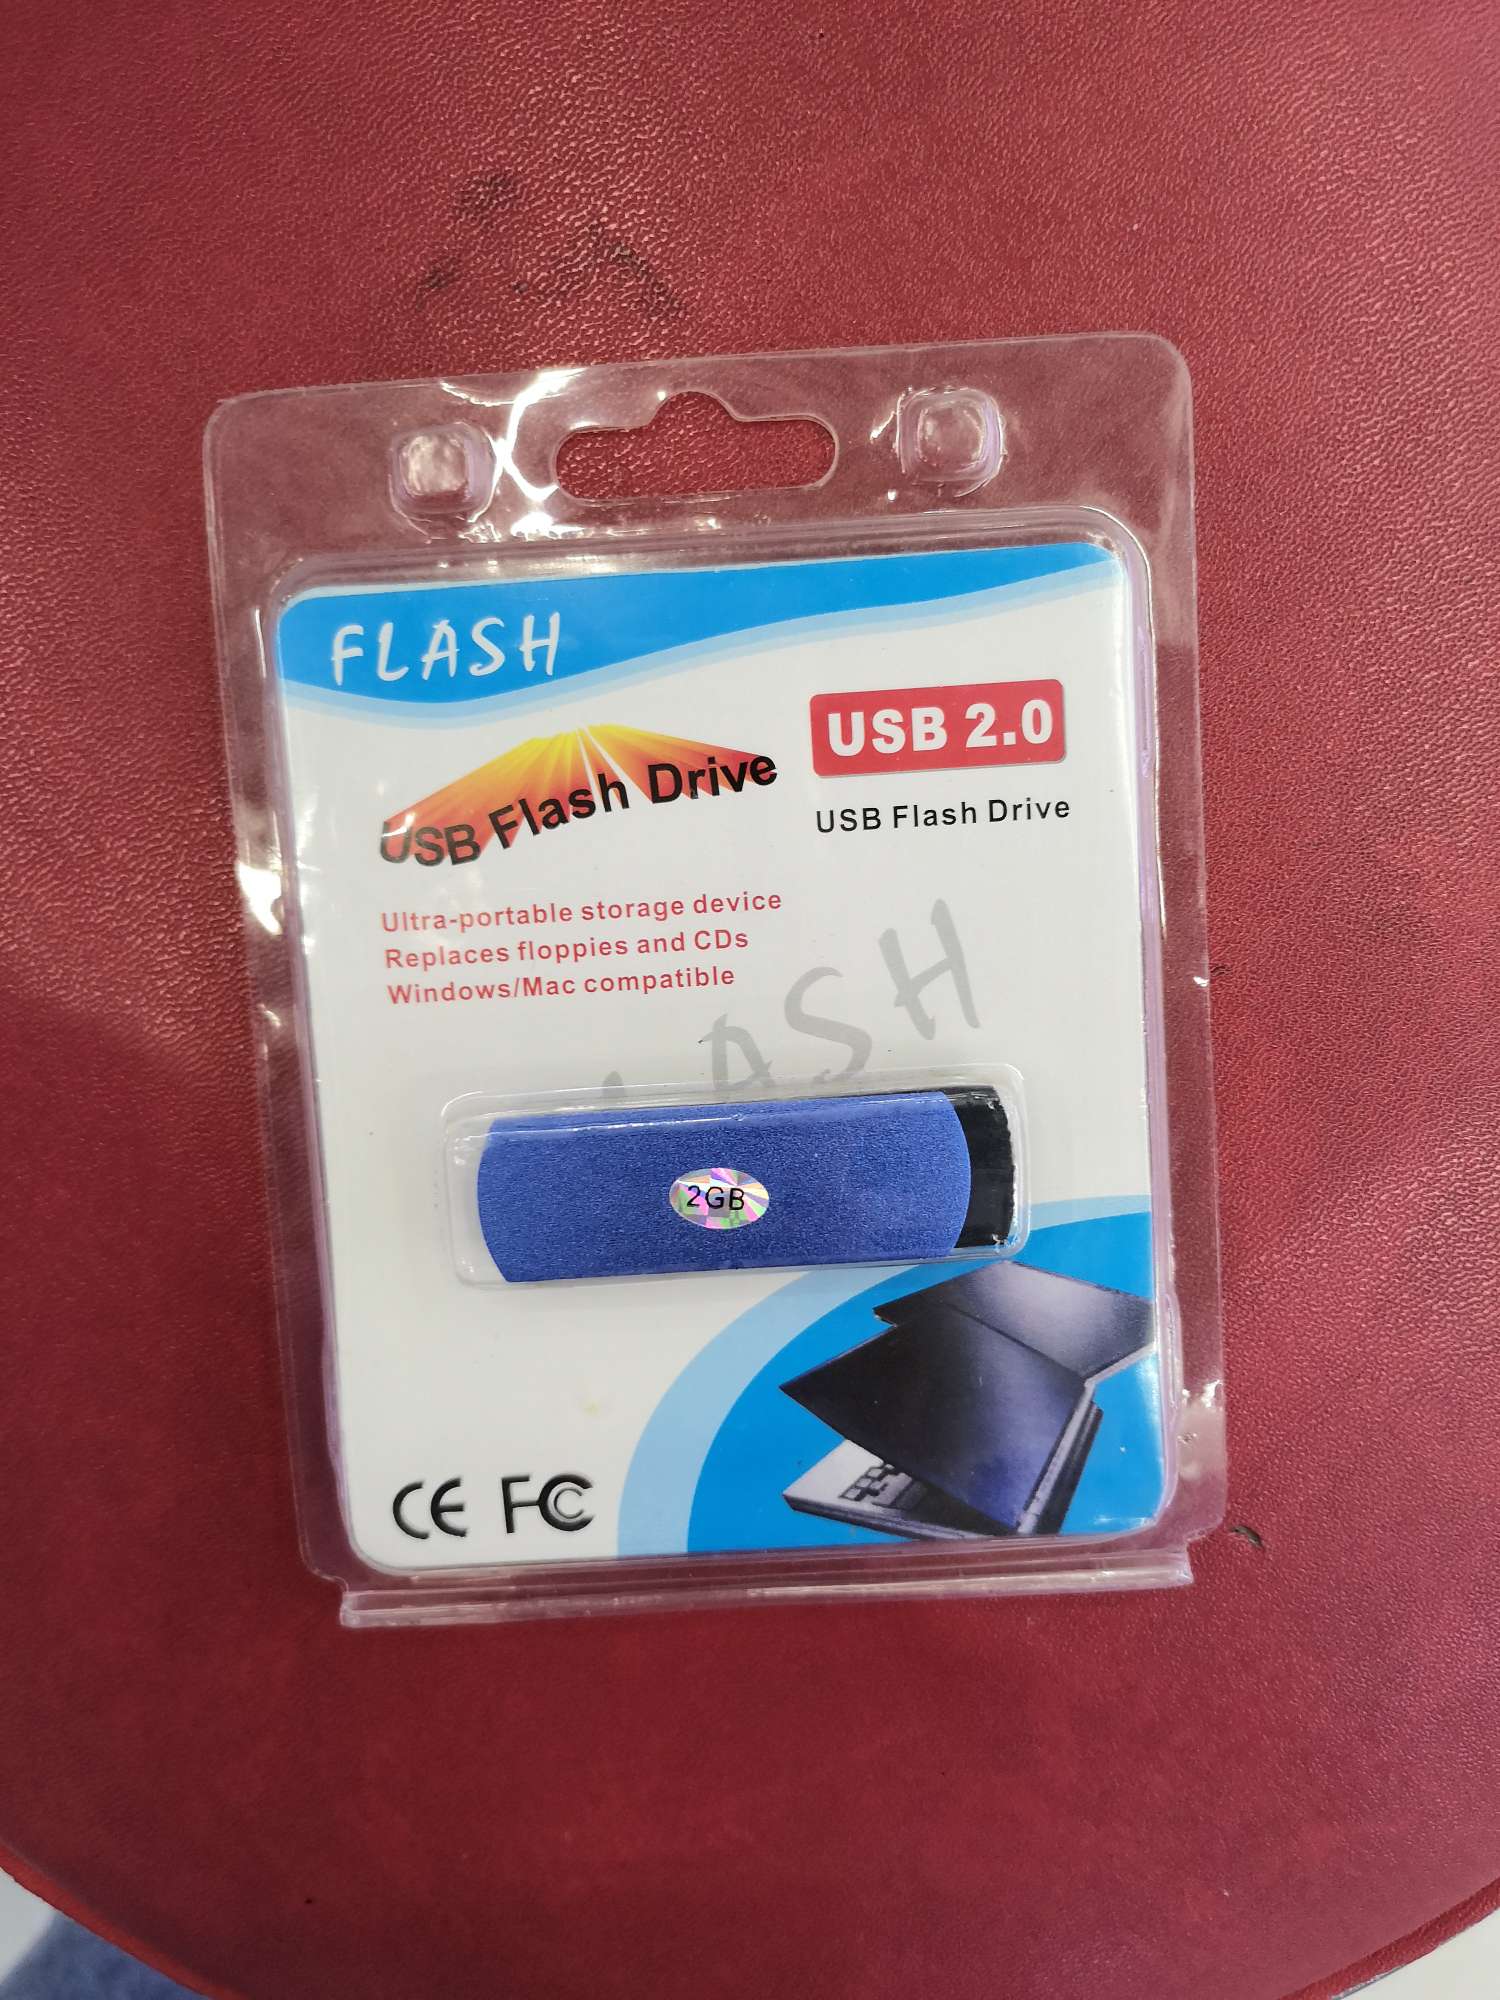 FLASH
USB 2.0
USB Flash Drive
USB Flash Drive
Ultra-portable storage device
Replaces floppies and CDs
Windows/Mac compatible
LASH
2GB
CE FC